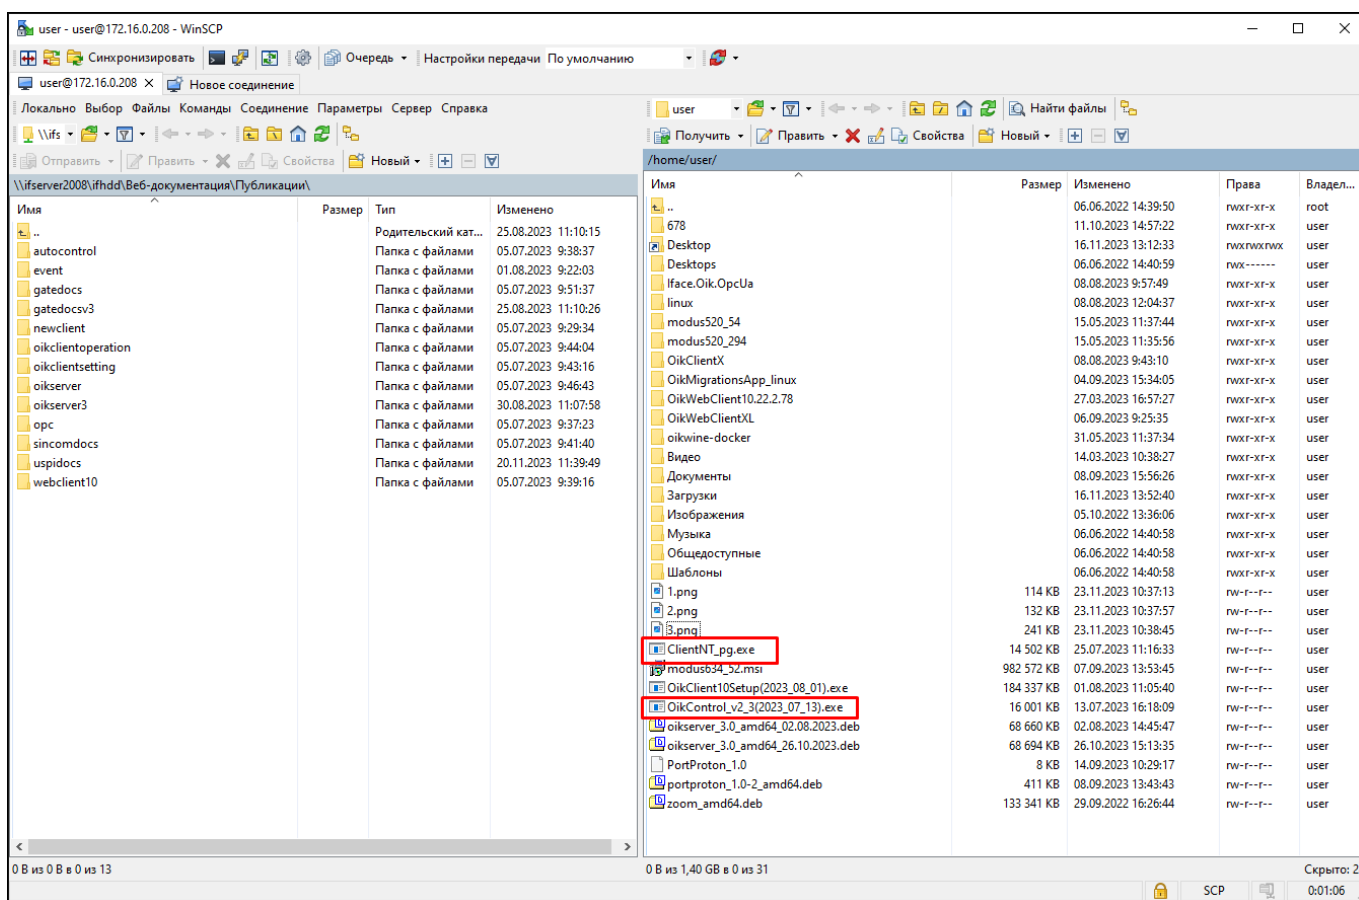 user - user@172.16.0.208 - WinSCP
Синхронизировать Очередь Настройки передачи По умолчанию
user@172.16.0.208 Новое соединение
Локально Выбор Файлы Команды Соединение Параметры Сервер Справка
\\ifs
Отправить Править Свойства Новый
\\ifserver2008\ifhdd\Веб-документация\Публикации\
Имя Размер Тип Изменено
.. Родительский кат... 25.08.2023 11:10:15
autocontrol Папка с файлами 05.07.2023 9:38:37
event Папка с файлами 01.08.2023 9:22:03
gatedocs Папка с файлами 05.07.2023 9:51:37
gatedocsv3 Папка с файлами 25.08.2023 11:10:26
newclient Папка с файлами 05.07.2023 9:29:34
oikclientoperation Папка с файлами 05.07.2023 9:44:04
oikclientsetting Папка с файлами 05.07.2023 9:43:16
oikserver Папка с файлами 05.07.2023 9:46:43
oikserver3 Папка с файлами 30.08.2023 11:07:58
opc Папка с файлами 05.07.2023 9:37:23
sincomdocs Папка с файлами 05.07.2023 9:41:40
uspidocs Папка с файлами 20.11.2023 11:39:49
webclient10 Папка с файлами 05.07.2023 9:39:16
0 B из 0 B в 0 из 13
user Найти файлы
Получить Править Свойства Новый
/home/user/
Имя Размер Изменено Права Владел...
.. 06.06.2022 14:39:50 rwxr-xr-x root
678 11.10.2023 14:57:22 rwxr-xr-x user
Desktop 16.11.2023 13:12:33 rwxrwxrwx user
Desktops 06.06.2022 14:40:59 rwx------ user
Iface.Oik.OpcUa 08.08.2023 9:57:49 rwxr-xr-x user
linux 08.08.2023 12:04:37 rwxr-xr-x user
modus520_54 15.05.2023 11:37:44 rwxr-xr-x user
modus520_294 15.05.2023 11:35:56 rwxr-xr-x user
OikClientX 08.08.2023 9:43:10 rwxr-xr-x user
OikMigrationsApp_linux 04.09.2023 15:34:05 rwxr-xr-x user
OikWebClient10.22.2.78 27.03.2023 16:57:27 rwxr-xr-x user
OikWebClientXL 06.09.2023 9:25:35 rwxr-xr-x user
oikwine-docker 31.05.2023 11:37:34 rwxr-xr-x user
Видео 14.03.2023 10:38:27 rwxr-xr-x user
Документы 08.09.2023 15:56:26 rwxr-xr-x user
Загрузки 16.11.2023 13:52:40 rwxr-xr-x user
Изображения 05.10.2022 13:36:06 rwxr-xr-x user
Музыка 06.06.2022 14:40:58 rwxr-xr-x user
Общедоступные 06.06.2022 14:40:58 rwxr-xr-x user
Шаблоны 06.06.2022 14:40:58 rwxr-xr-x user
1.png 114 KB 23.11.2023 10:37:13 rw-r--r-- user
2.png 132 KB 23.11.2023 10:37:57 rw-r--r-- user
3.png 241 KB 23.11.2023 10:38:45 rw-r--r-- user
ClientNT_pg.exe 14 502 KB 25.07.2023 11:16:33 rw-r--r-- user
modus634_52.msi 982 572 KB 07.09.2023 13:53:45 rw-r--r-- user
OikClient10Setup(2023_08_01).exe 184 337 KB 01.08.2023 11:05:40 rw-r--r-- user
OikControl_v2_3(2023_07_13).exe 16 001 KB 13.07.2023 16:18:09 rw-r--r-- user
oikserver_3.0_amd64_02.08.2023.deb 68 660 KB 02.08.2023 14:45:47 rw-r--r-- user
oikserver_3.0_amd64_26.10.2023.deb 68 694 KB 26.10.2023 15:13:35 rw-r--r-- user
PortProton_1.0 8 KB 14.09.2023 10:29:17 rw-r--r-- user
portproton_1.0-2_amd64.deb 411 KB 08.09.2023 13:43:43 rw-r--r-- user
zoom_amd64.deb 133 341 KB 29.09.2022 16:26:44 rw-r--r-- user
0 B из 1,40 GB в 0 из 31 Скрыто: 2
SCP 0:01:06